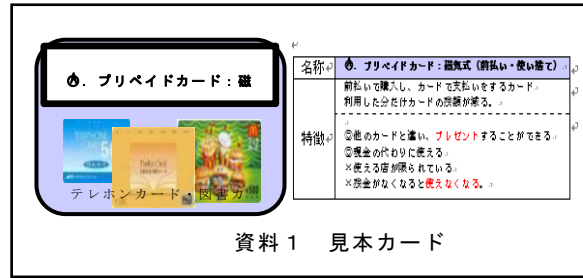 ⓪. プリペイドカード：磁
TELEPHONE
CARD 5
テレホンカード・図書カ
名称
⓪. プリペイドカード：磁気式（前払い・使い捨て）
特徴
前払いで購入し、カードで支払いをするカード
利用した分だけカードの残額が減る。
◎他のカードと違い、プレゼントすることができる
◎現金の代わりに使える
×使える店が限られている
×残金がなくなると使えなくなる。
資料１　見本カード